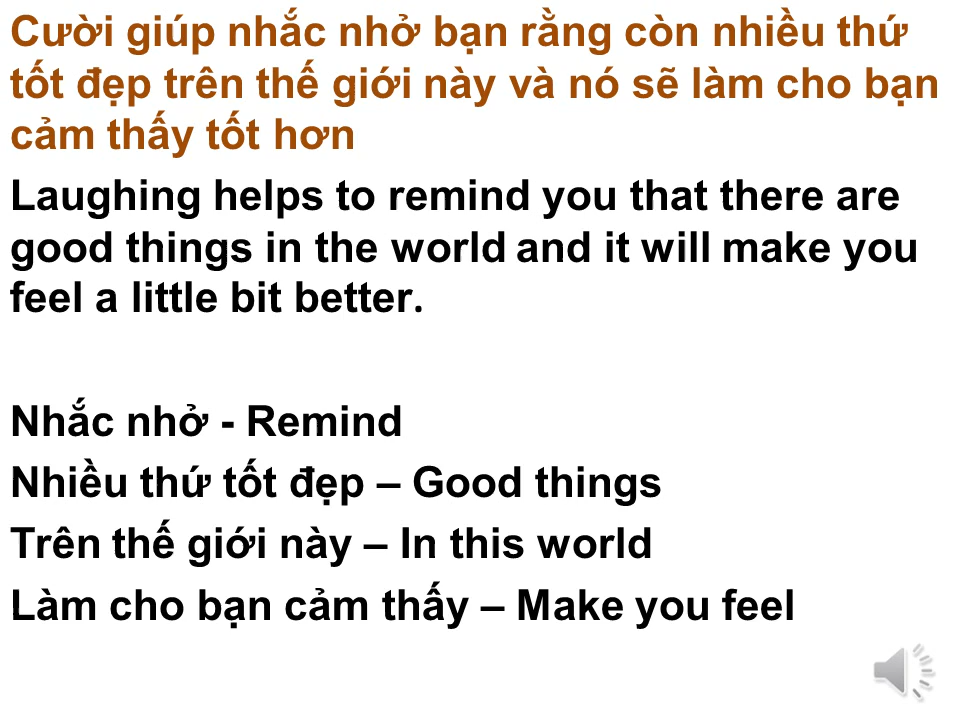 Cười giúp nhắc nhở bạn rằng còn nhiều thứ
tốt đẹp trên thế giới này và nó sẽ làm cho bạn
cảm thấy tốt hơn
Laughing helps to remind you that there are
good things in the world and it will make you
feel a little bit better.
Nhắc nhở - Remind
Nhiều thứ tốt đẹp – Good things
Trên thế giới này – In this world
Làm cho bạn cảm thấy – Make you feel